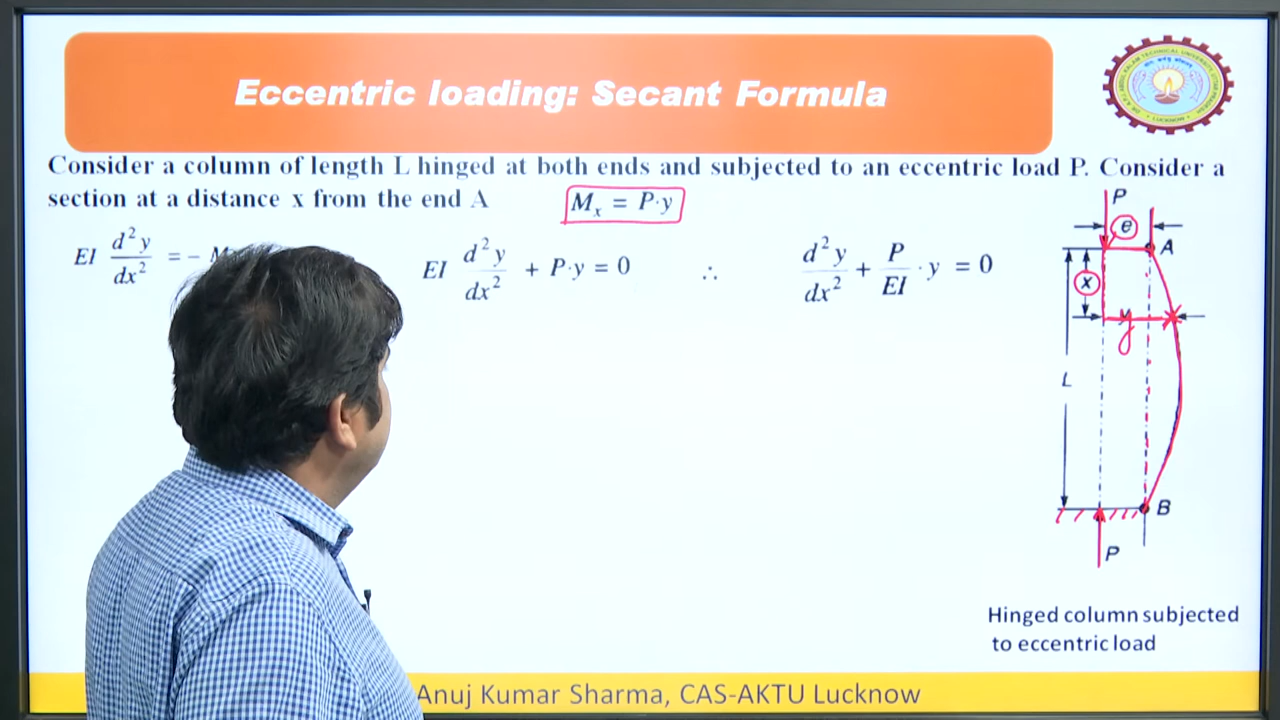 Eccentric loading: Secant Formula
Consider a column of length L hinged at both ends and subjected to an eccentric load P. Consider a
section at a distance x from the end A
Mₓ = P·y
EI d²y/dx² = – M
EI d²y/dx² + P·y = 0 ∴ d²y/dx² + P/EI · y = 0
P
e
A
x
y
L
B
P
Hinged column subjected
to eccentric load
Anuj Kumar Sharma, CAS-AKTU Lucknow